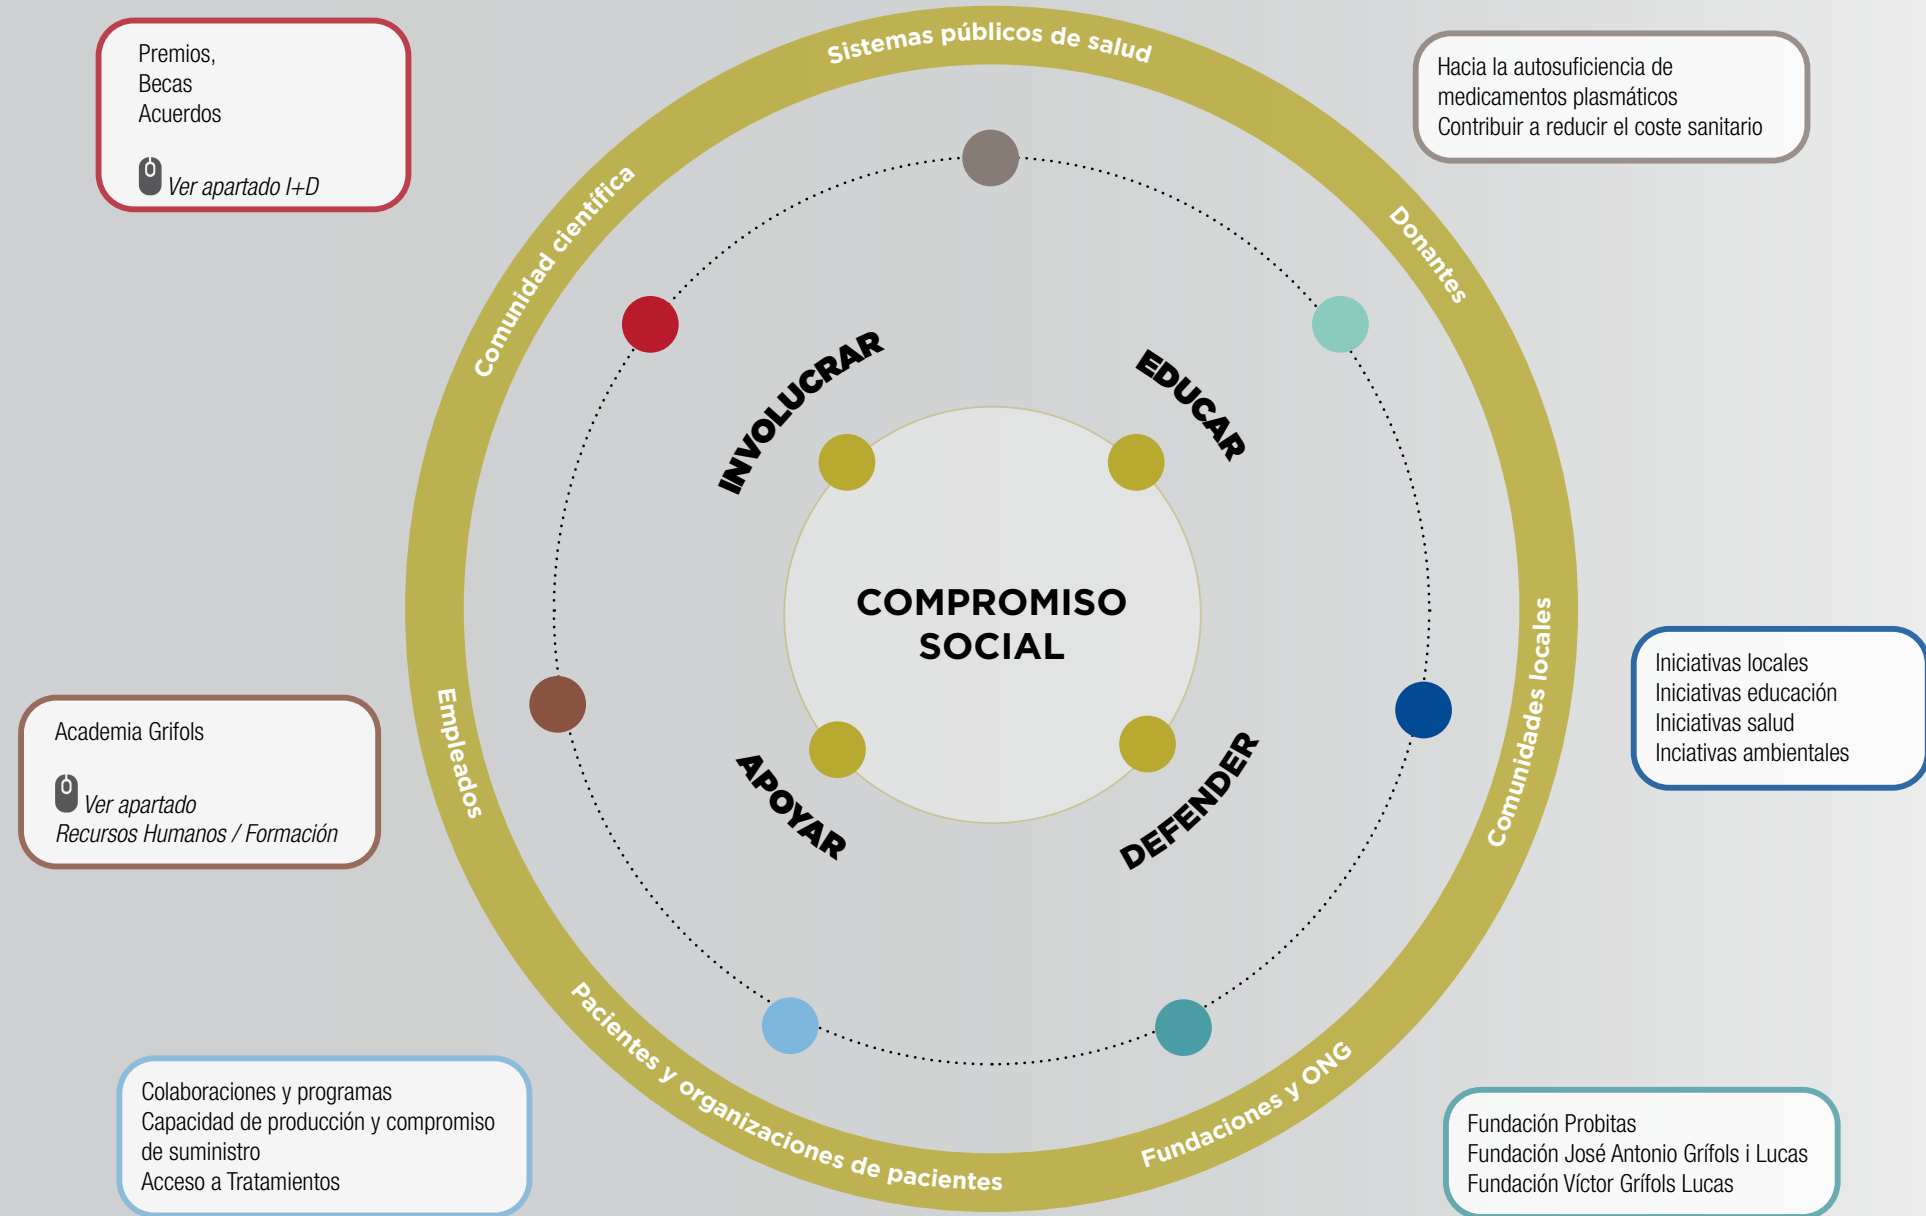 Premios,
Becas
Acuerdos
Ver apartado I+D
Sistemas públicos de salud
Hacia la autosuficiencia de
medicamentos plasmáticos
Contribuir a reducir el coste sanitario
Comunidad científica
Donantes
INVOLUCRAR
EDUCAR
COMPROMISO
SOCIAL
APOYAR
DEFENDER
Empleados
Comunidades locales
Academia Grifols
Ver apartado
Recursos Humanos / Formación
Iniciativas locales
Iniciativas educación
Iniciativas salud
Inciativas ambientales
Pacientes y organizaciones de pacientes
Fundaciones y ONG
Colaboraciones y programas
Capacidad de producción y compromiso
de suministro
Acceso a Tratamientos
Fundación Probitas
Fundación José Antonio Grífols i Lucas
Fundación Víctor Grífols Lucas